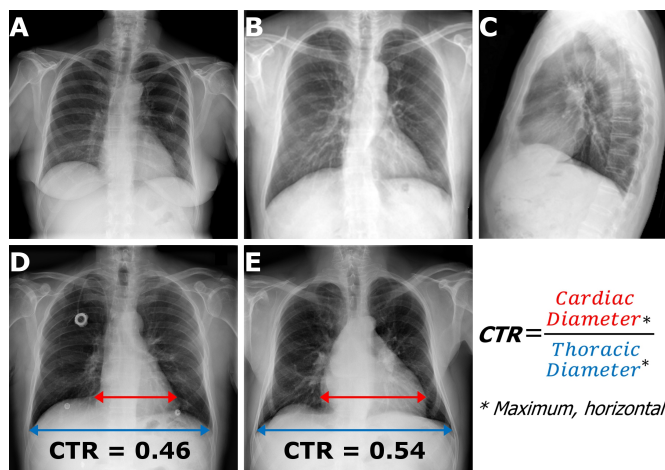 A
B
C
D
E
CTR = 0.46
CTR = 0.54
CTR = Cardiac
Diameter*
Thoracic
Diameter*
* Maximum, horizontal